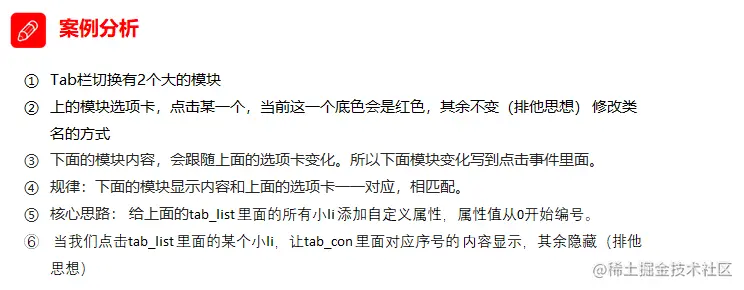 案例分析
① Tab栏切换有2个大的模块
② 上的模块选项卡，点击某一个，当前这一个底色会是红色，其余不变（排他思想） 修改类
名的方式
③ 下面的模块内容，会跟随上面的选项卡变化。所以下面模块变化写到点击事件里面。
④ 规律：下面的模块显示内容和上面的选项卡一一对应，相匹配。
⑤ 核心思路： 给上面的tab_list里面的所有小li 添加自定义属性，属性值从0开始编号。
⑥ 当我们点击tab_list 里面的某个小li，让tab_con 里面对应序号的 内容显示，其余隐藏（排他
思想）
@稀土掘金技术社区